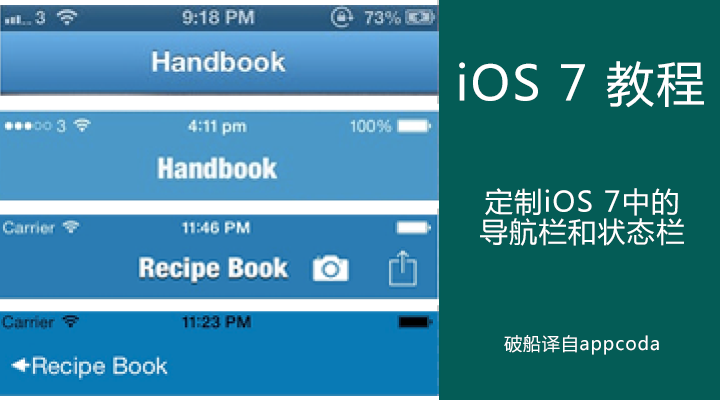 3 9:18 PM 73%
Handbook
3 4:11 pm 100%
Handbook
Carrier 11:46 PM
Recipe Book
Carrier 11:23 PM
Recipe Book
iOS 7 教程
定制iOS 7中的
导航栏和状态栏
破船译自appcoda